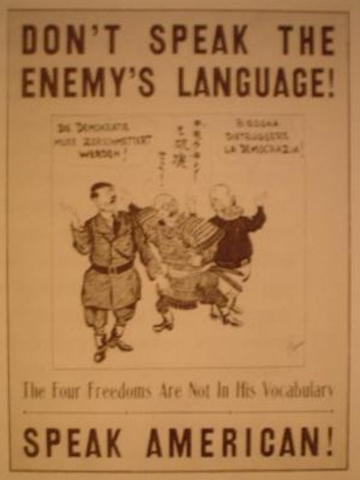 DON'T SPEAK THE
ENEMY'S LANGUAGE!
DIE DEMOKRATIE
MUSS ZERSCHMETTERT
WERDEN!
BISOGNA
DISTRUGGERE
LA DEMOCRAZIA!
The Four Freedoms Are Not In His Vocabulary
SPEAK AMERICAN!